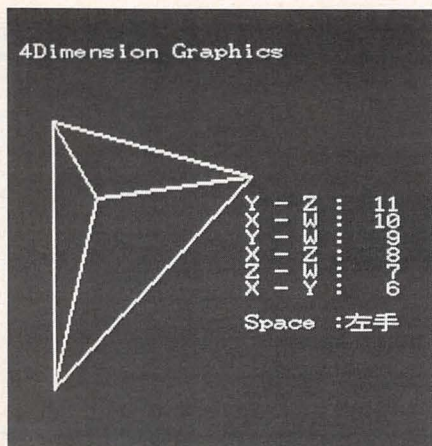 4Dimension Graphics
Y - Z : 11
X - W : 10
Y - W : 9
X - Z : 8
Z - W : 7
X - Y : 6
Space :左手